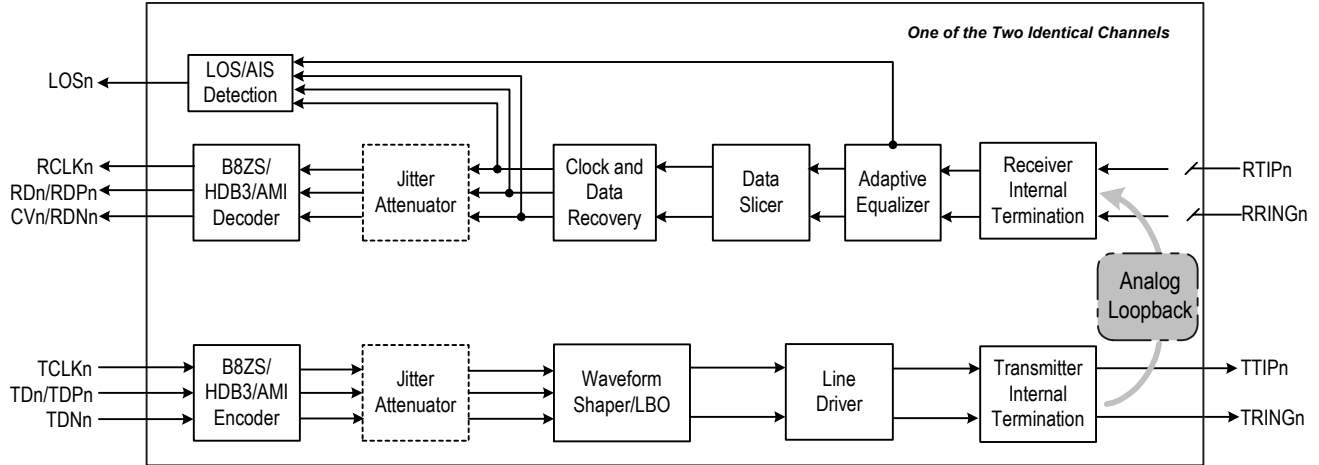 One of the Two Identical Channels
LOSn
LOS/AIS
Detection
RCLKn
RDn/RDPn
CVn/RDNn
B8ZS/
HDB3/AMI
Decoder
Jitter
Attenuator
Clock and
Data
Recovery
Data
Slicer
Adaptive
Equalizer
Receiver
Internal
Termination
RTIPn
RRINGn
Analog
Loopback
TCLKn
TDn/TDPn
TDNn
B8ZS/
HDB3/AMI
Encoder
Jitter
Attenuator
Waveform
Shaper/LBO
Line
Driver
Transmitter
Internal
Termination
TTIPn
TRINGn